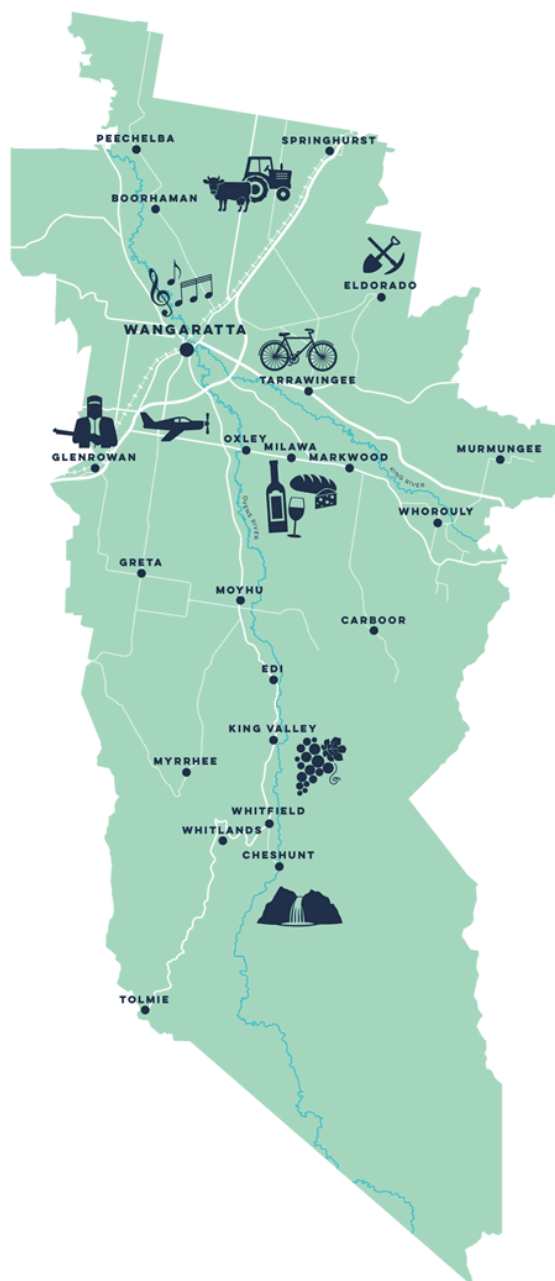 PEECHELBA
SPRINGHURST
BOORHAMAN
ELDORADO
WANGARATTA
TARRAWINGEE
OXLEY
MILAWA
MARKWOOD
MURMUNGEE
GLENROWAN
KING RIVER
OVENS RIVER
WHOROULY
GRETA
MOYHU
CARBOOR
EDI
KING VALLEY
MYRRHEE
WHITFIELD
WHITLANDS
CHESHUNT
TOLMIE